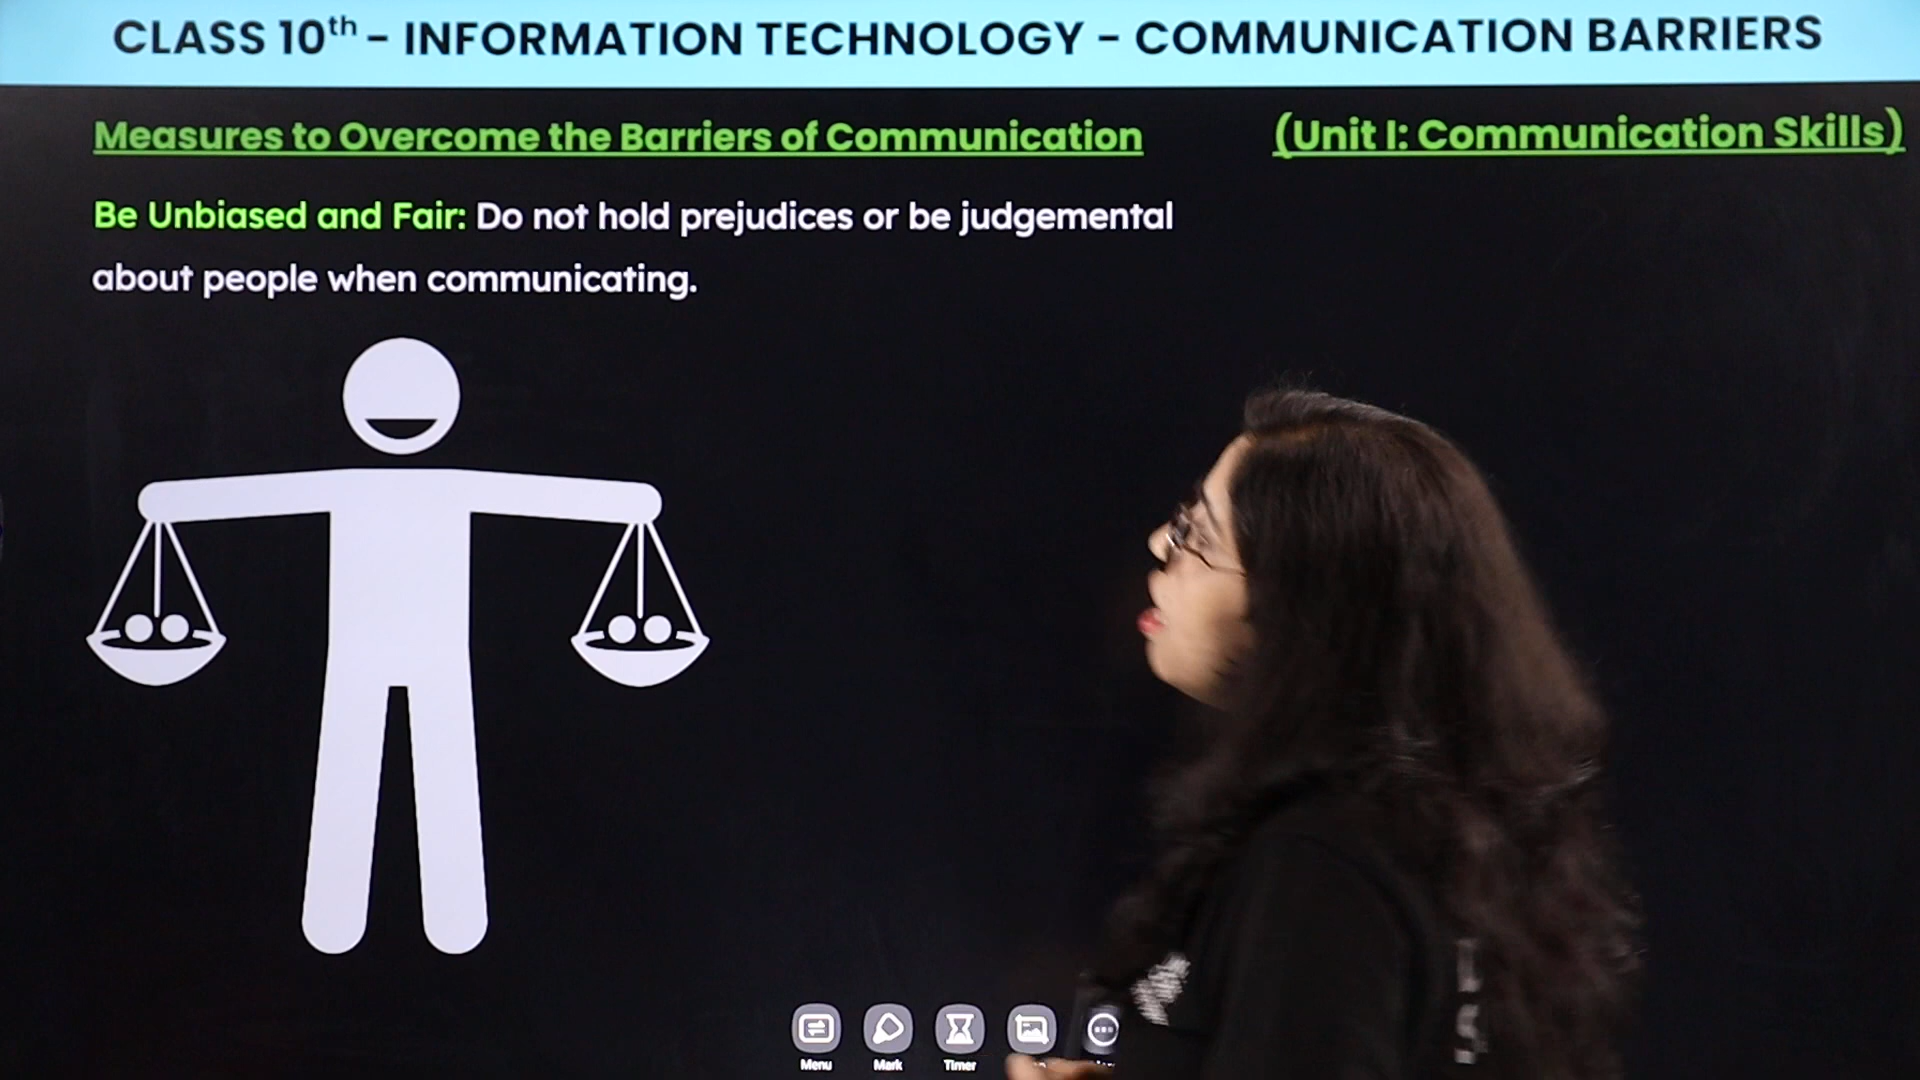 CLASS 10th - INFORMATION TECHNOLOGY - COMMUNICATION BARRIERS
Measures to Overcome the Barriers of Communication (Unit I: Communication Skills)
Be Unbiased and Fair: Do not hold prejudices or be judgemental
about people when communicating.
Menu Mark Timer